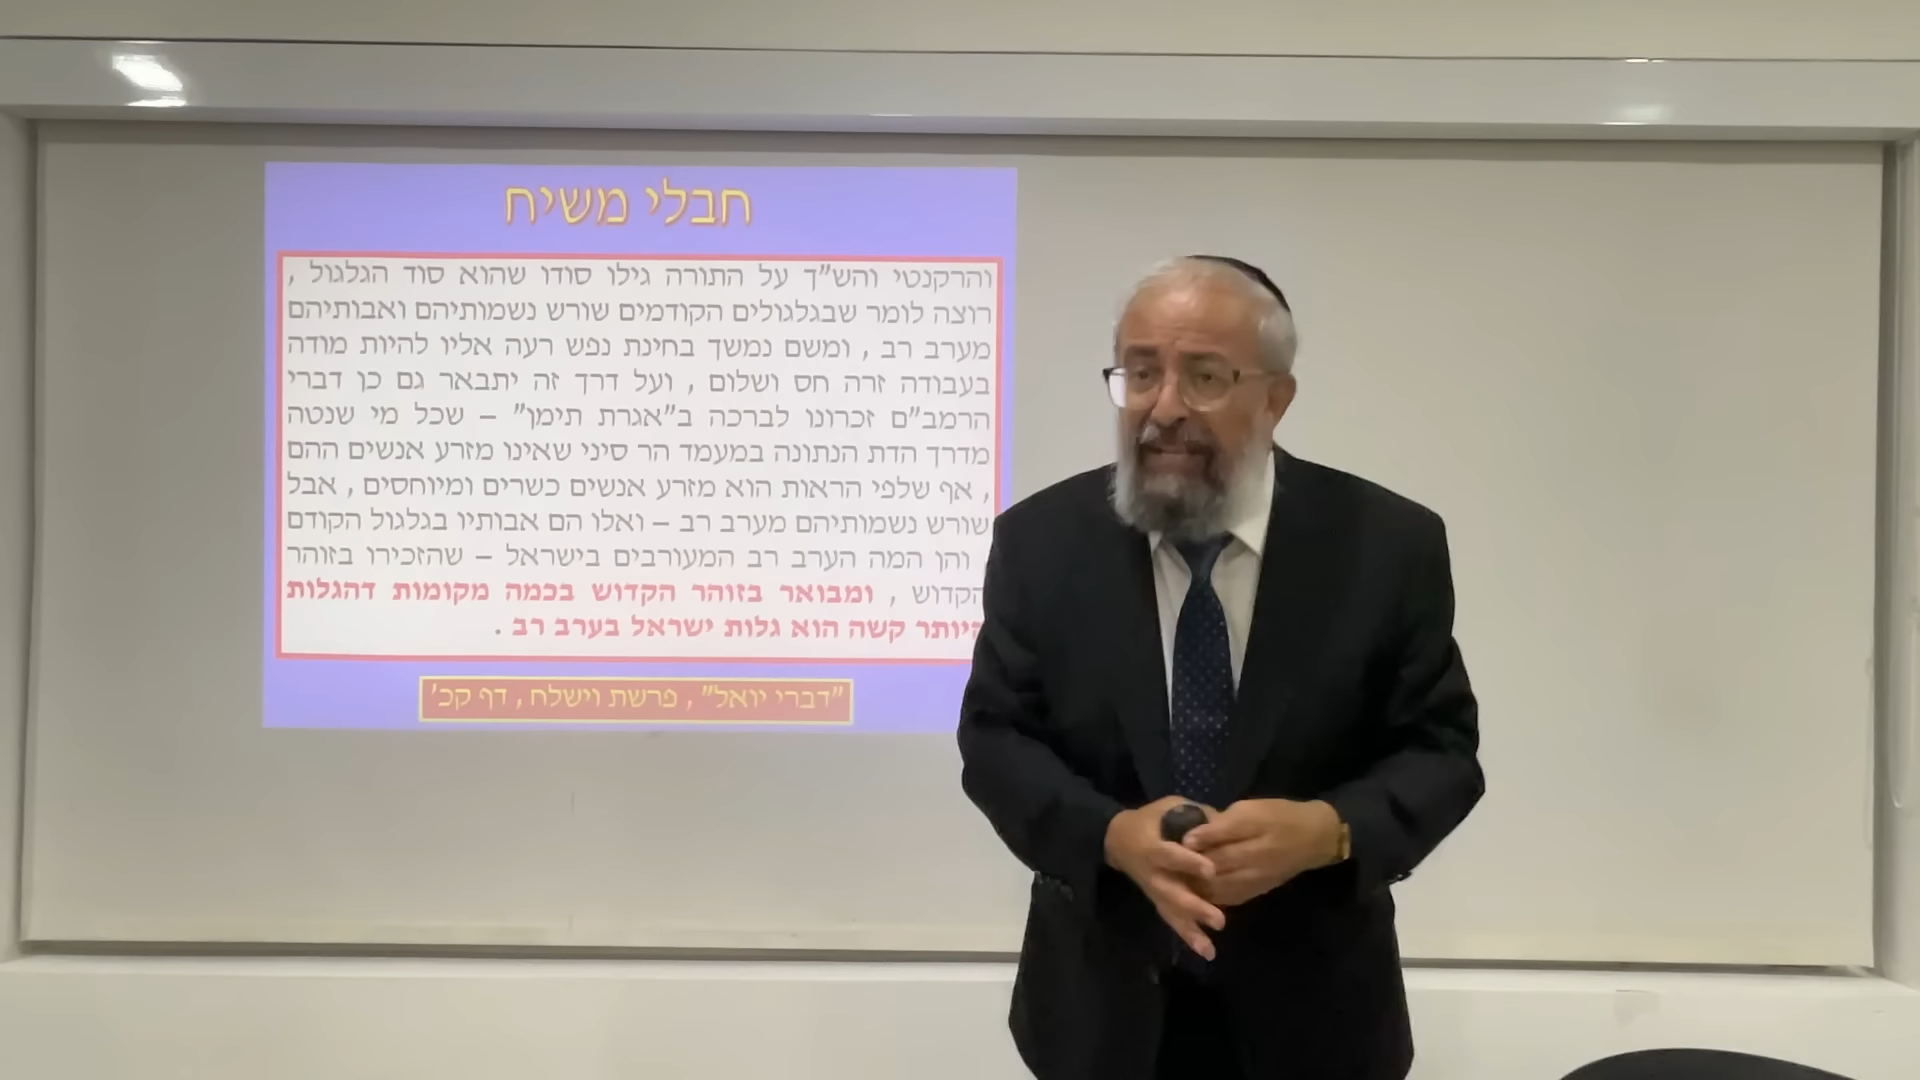 חבלי משיח
והרקנטי והש"ך על התורה גילו סודו שהוא סוד הגלגול ,
רוצה לומר שבגלגולים הקודמים שורש נשמותיהם ואבותיהם
מערב רב , ומשם נמשך בחינת נפש רעה אליו להיות מודה
בעבודה זרה חס ושלום , ועל דרך זה יתבאר גם כן דברי
הרמב"ם זכרונו לברכה ב"אגרת תימן" – שכל מי שנטה
מדרך הדת הנתונה במעמד הר סיני שאינו מזרע אנשים ההם
, אף שלפי הראות הוא מזרע אנשים כשרים ומיוחסים , אבל
שורש נשמותיהם מערב רב – ואלו הם אבותיו בגלגול הקודם
והן המה הערב רב המעורבים בישראל – שהזכירו בזוהר
הקדוש , ומבואר בזוהר הקדוש בכמה מקומות דהגלות
היותר קשה הוא גלות ישראל בערב רב .
"דברי יואל" , פרשת וישלח , דף קכ'